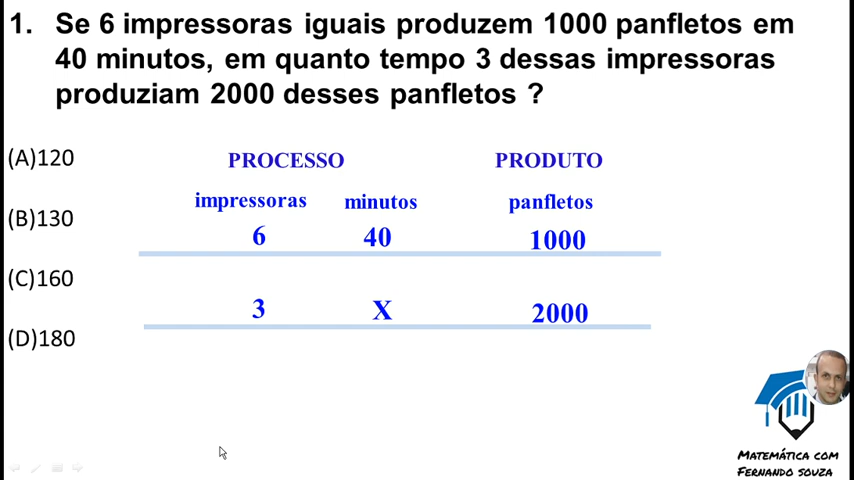 1. Se 6 impressoras iguais produzem 1000 panfletos em
40 minutos, em quanto tempo 3 dessas impressoras
produziam 2000 desses panfletos ?
(A)120
PROCESSO PRODUTO
impressoras minutos panfletos
(B)130
6 40 1000
(C)160
3 X 2000
(D)180
MATEMÁTICA COM
FERNANDO SOUZA